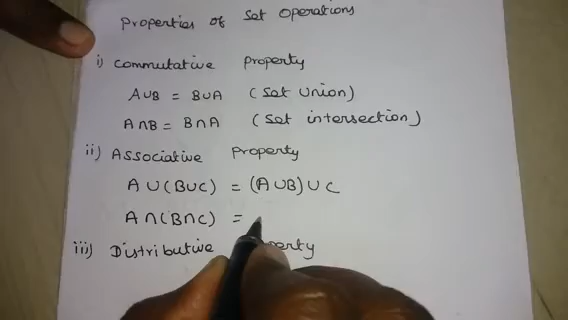 Properties of Set Operations
i) Commutative property
A∪B = B∪A (Set Union)
A∩B = B∩A (Set intersection)
ii) Associative property
A∪(B∪C) = (A∪B)∪C
A∩(B∩C) =
iii) Distributive